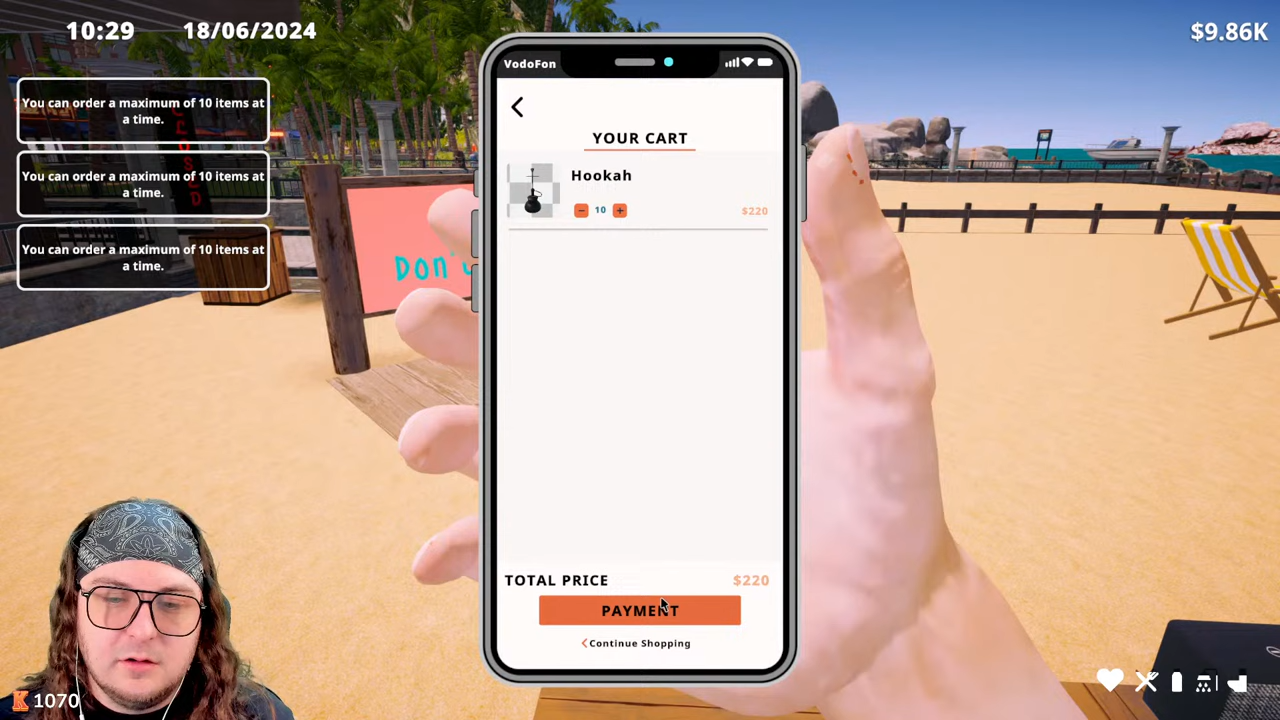 10:29 18/06/2024
$9.86K
You can order a maximum of 10 items at
a time.
You can order a maximum of 10 items at
a time.
You can order a maximum of 10 items at
a time.
CLOSED
Don't
VodoFon
YOUR CART
Hookah
- 10 +
$220
TOTAL PRICE
$220
PAYMENT
Continue Shopping
K 1070